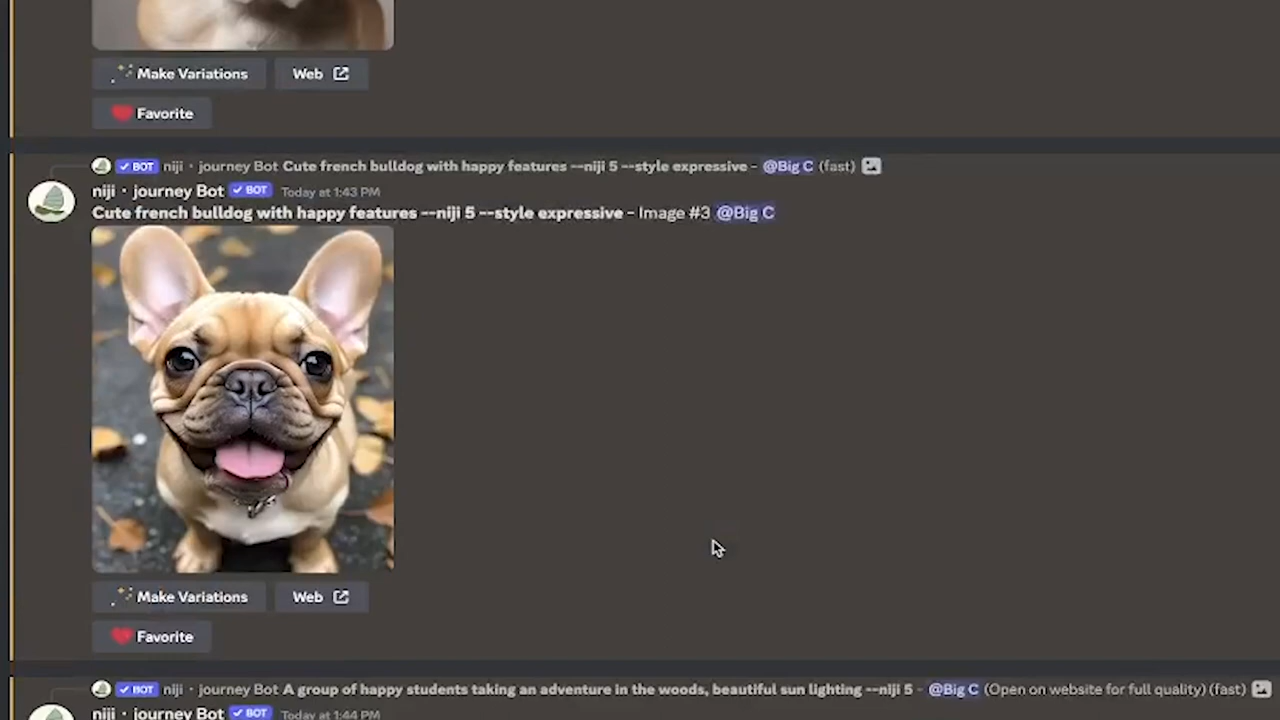 Make Variations
Web
Favorite
BOT niji · journey Bot Cute french bulldog with happy features --niji 5 --style expressive - @Big C (fast)
niji · journey Bot BOT Today at 1:43 PM
Cute french bulldog with happy features --niji 5 --style expressive - Image #3 @Big C
Make Variations
Web
Favorite
BOT niji · journey Bot A group of happy students taking an adventure in the woods, beautiful sun lighting --niji 5 - @Big C (Open on website for full quality) (fast)
niji · journey Bot BOT Today at 1:44 PM